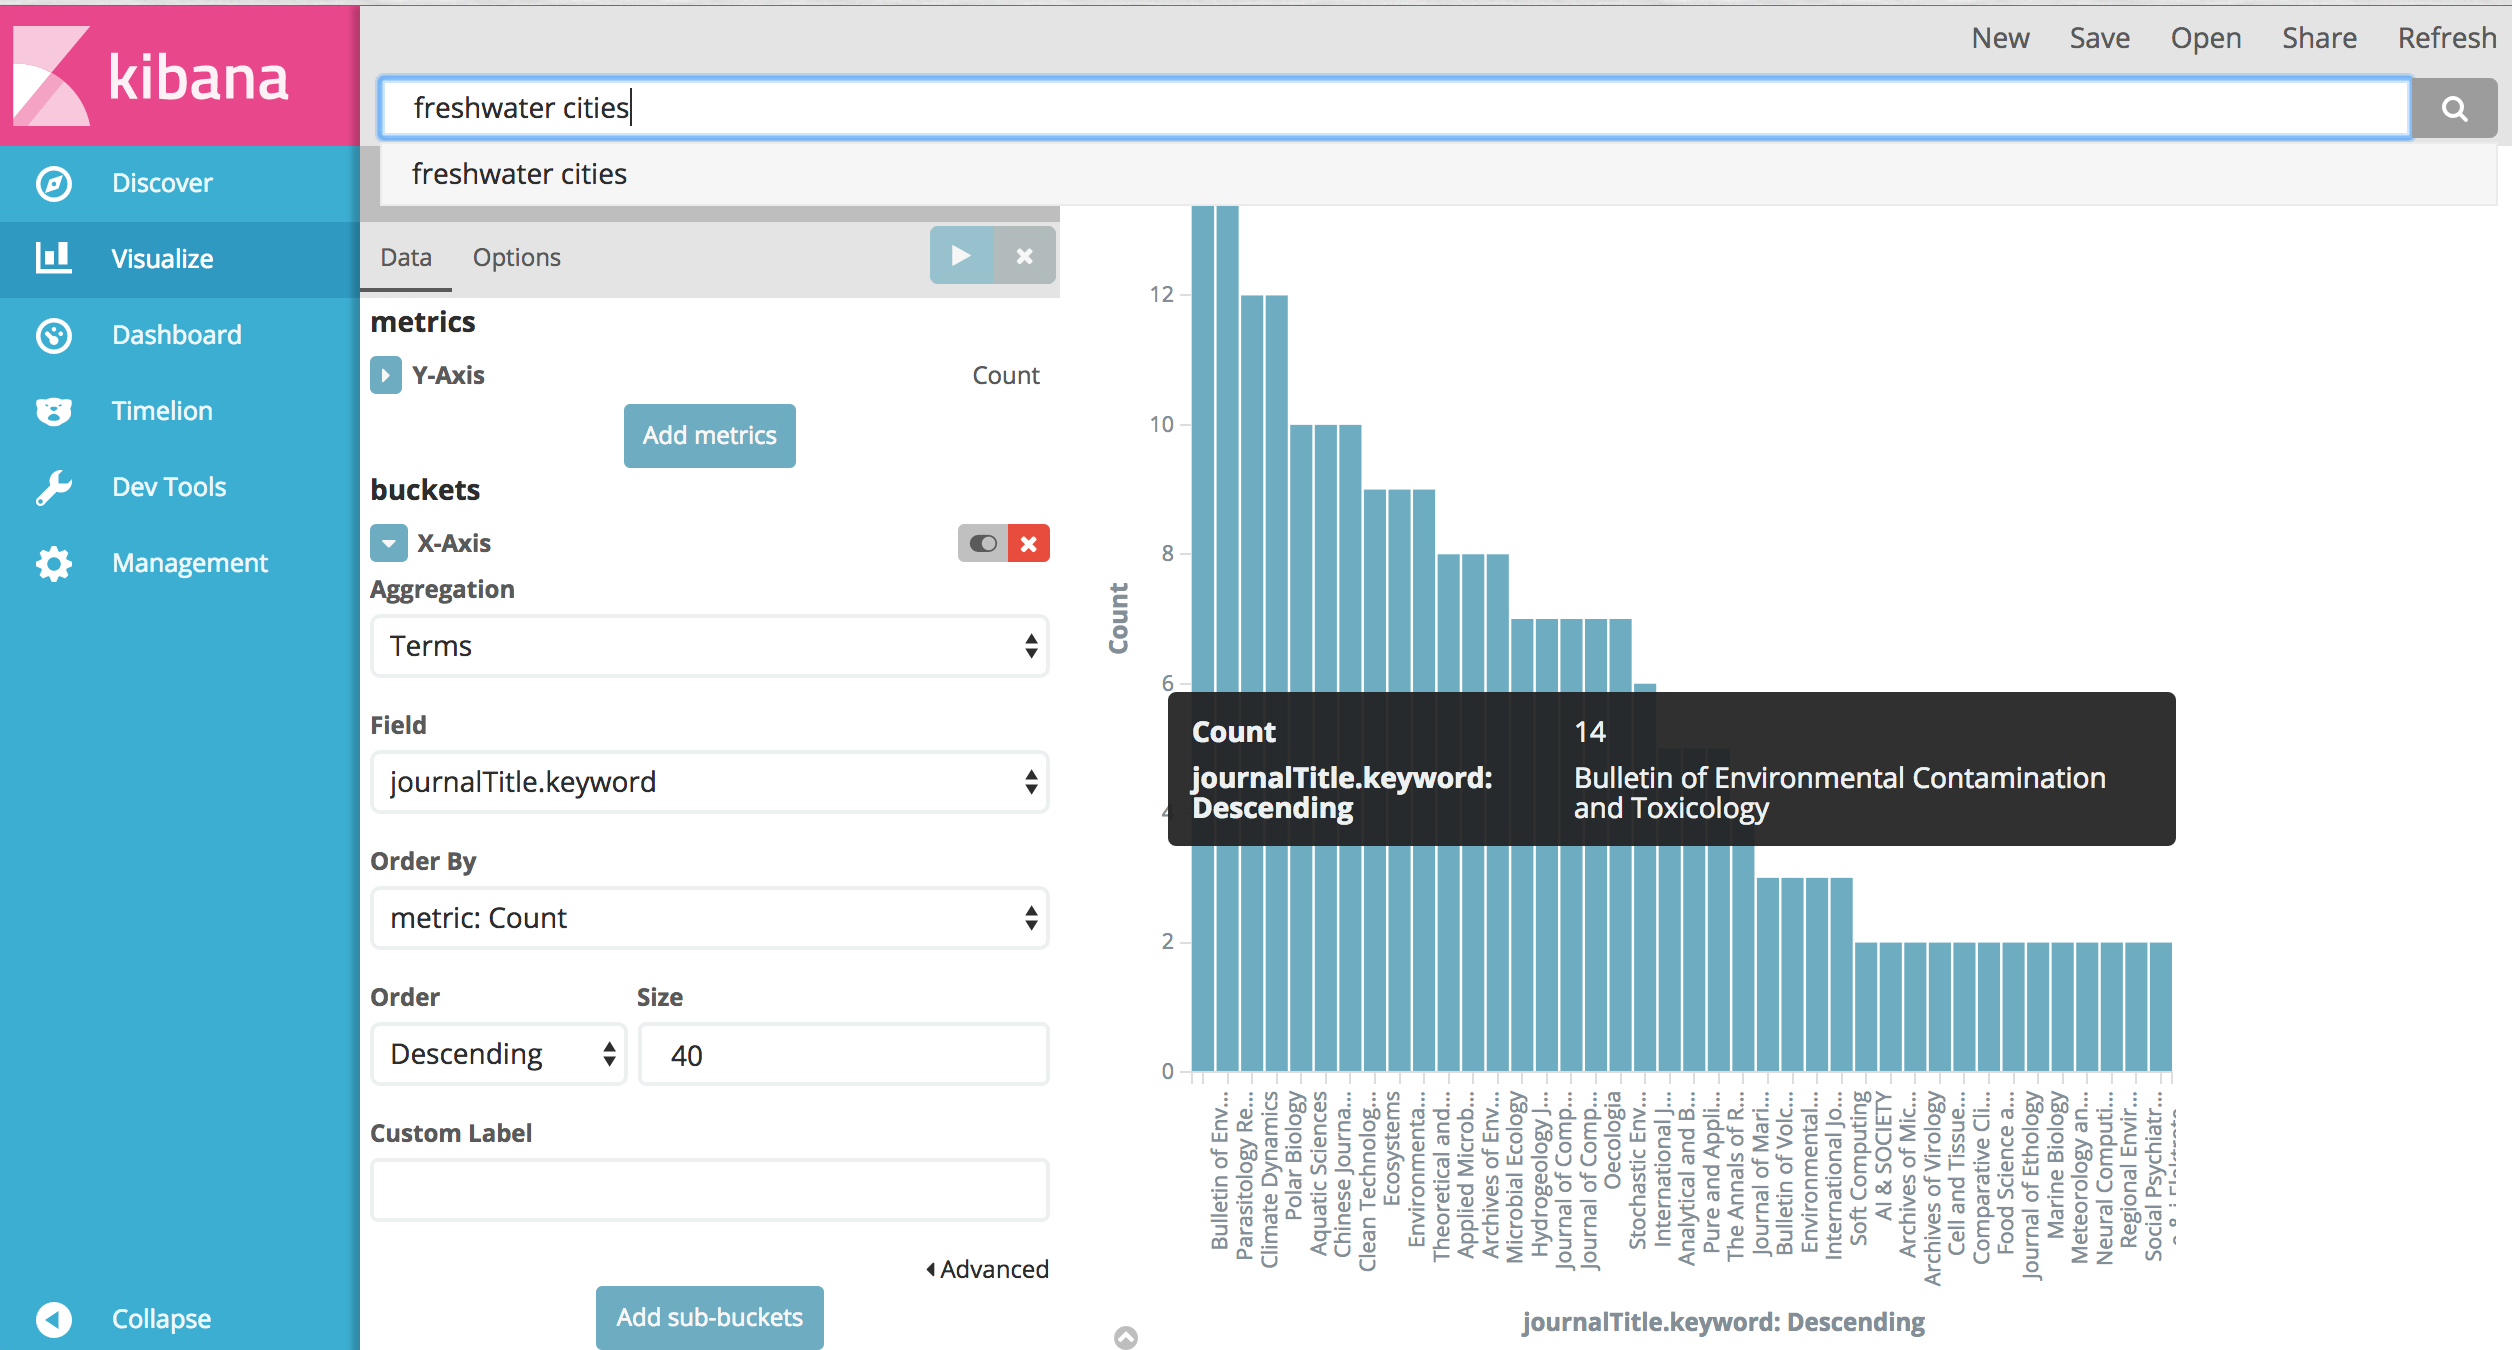 kibana
New Save Open Share Refresh
freshwater cities
freshwater cities
Discover
Visualize
Dashboard
Timelion
Dev Tools
Management
Collapse
Data Options
metrics
Y-Axis Count
Add metrics
buckets
X-Axis
Aggregation
Terms
Field
journalTitle.keyword
Order By
metric: Count
Order Size
Descending 40
Custom Label
Advanced
Add sub-buckets
Count
12
10
8
6
4
2
0
Count 14
journalTitle.keyword: Bulletin of Environmental Contamination
Descending and Toxicology
Bulletin of Env...
Parasitology Re...
Climate Dynamics
Polar Biology
Aquatic Sciences
Chinese Journa...
Clean Technolog...
Ecosystems
Environmenta...
Theoretical and...
Applied Microb...
Archives of Env...
Microbial Ecology
Hydrogeology J...
Journal of Comp...
Journal of Comp...
Oecologia
Stochastic Env...
International J...
Analytical and B...
Pure and Appli...
The Annals of R...
Journal of Mari...
Bulletin of Volc...
Environmental...
International Jo...
Soft Computing
AI & SOCIETY
Archives of Mic...
Archives of Virology
Cell and Tissue...
Comparative Cli...
Food Science a...
Journal of Ethology
Marine Biology
Meteorology an...
Neural Computi...
Regional Envir...
Social Psychiatr...
journalTitle.keyword: Descending